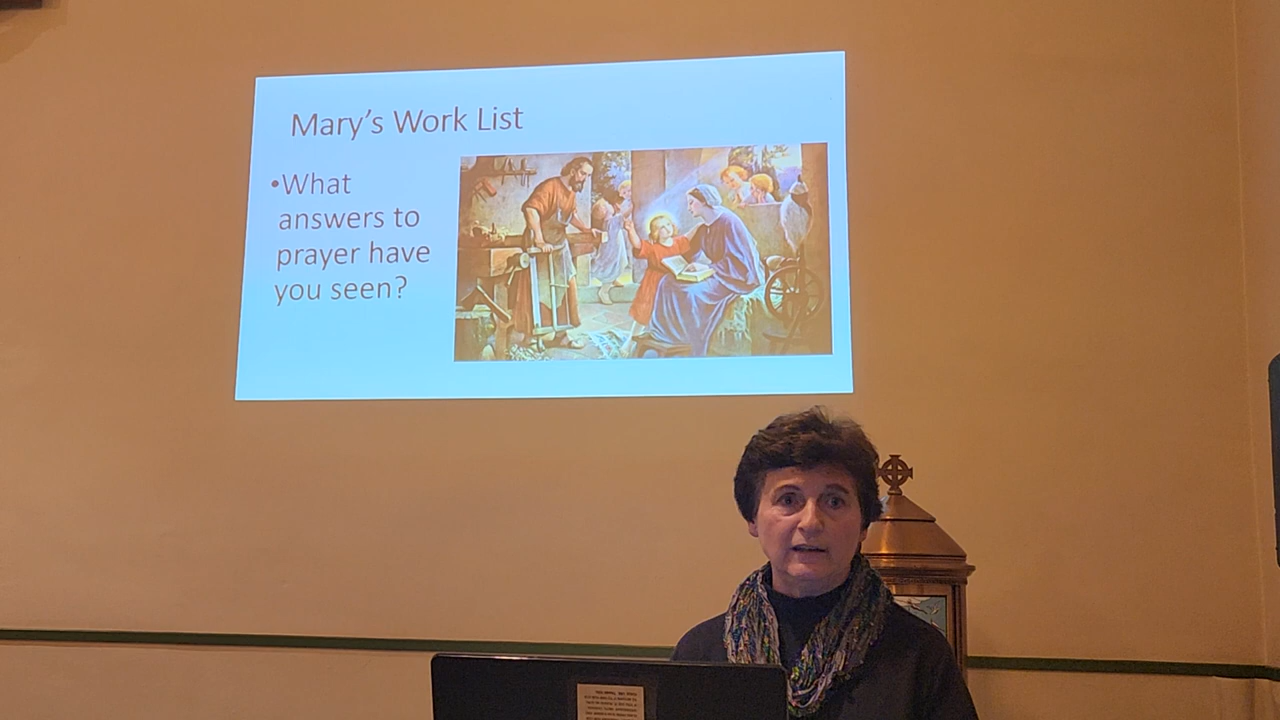 Mary's Work List
•What
answers to
prayer have
you seen?